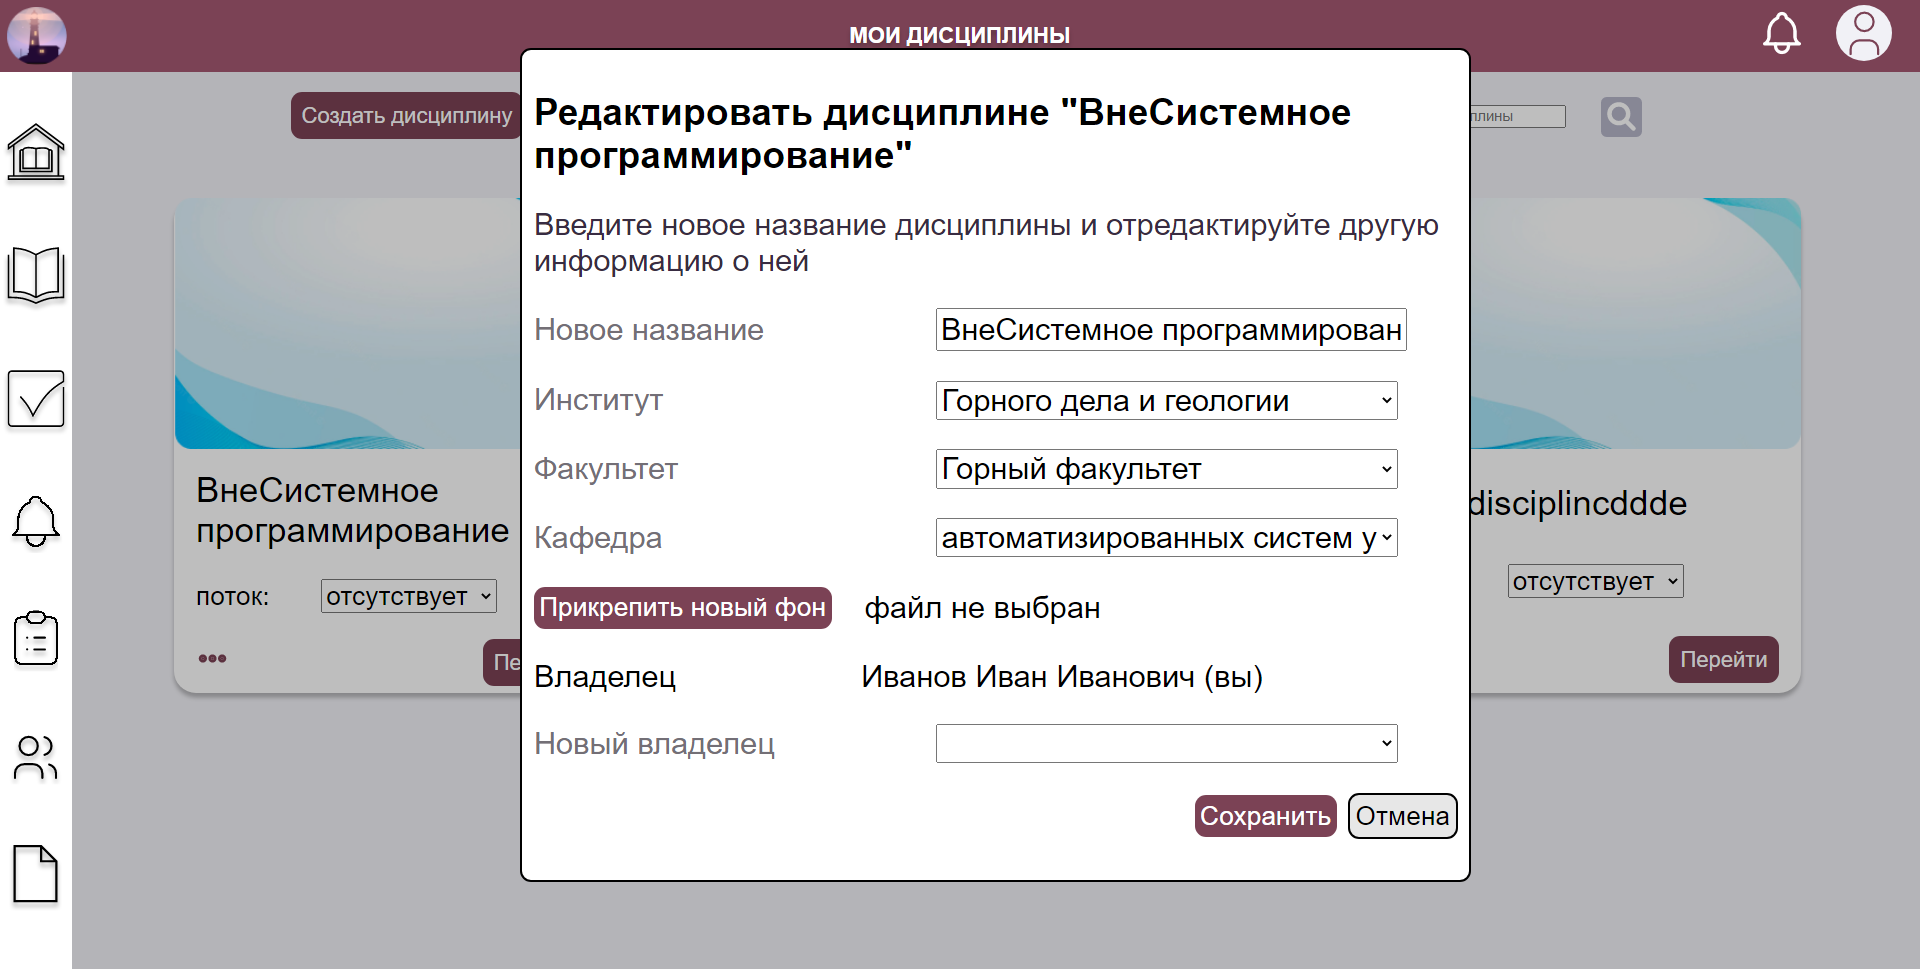 МОИ ДИСЦИПЛИНЫ
Создать дисциплину
Редактировать дисциплине "ВнеСистемное
программирование"
Введите новое название дисциплины и отредактируйте другую
информацию о ней
Новое название ВнеСистемное программирован
Институт Горного дела и геологии
Факультет Горный факультет
Кафедра автоматизированных систем у
Прикрепить новый фон файл не выбран
Владелец Иванов Иван Иванович (вы)
Новый владелец
Сохранить Отмена
ВнеСистемное
программирование
поток: отсутствует
Пе
плины
disciplincddde
отсутствует
Перейти